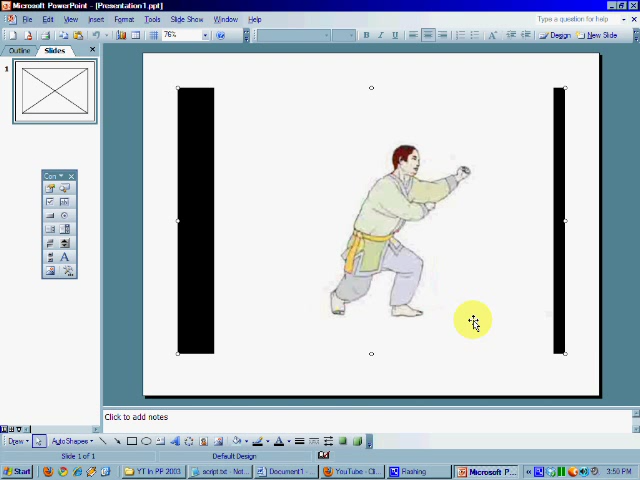 Microsoft PowerPoint - [Presentation1.ppt]
File Edit View Insert Format Tools Slide Show Window Help Type a question for help
76% B I U S Design New Slide
Outline Slides
1
Con
A
Click to add notes
Draw AutoShapes A A
Slide 1 of 1 Default Design
Start YT In PP 2003 script.txt - Not... Document1 - ... YouTube - Cli... Flashing Microsoft P... 3:50 PM